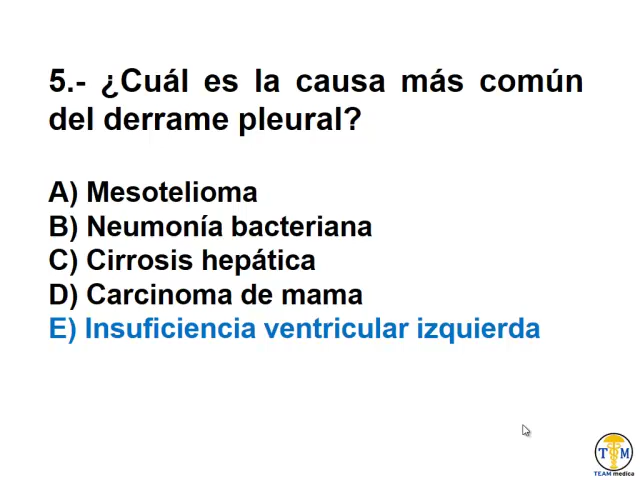 5.- ¿Cuál es la causa más común
del derrame pleural?
A) Mesotelioma
B) Neumonía bacteriana
C) Cirrosis hepática
D) Carcinoma de mama
E) Insuficiencia ventricular izquierda
T M
TEAM medica